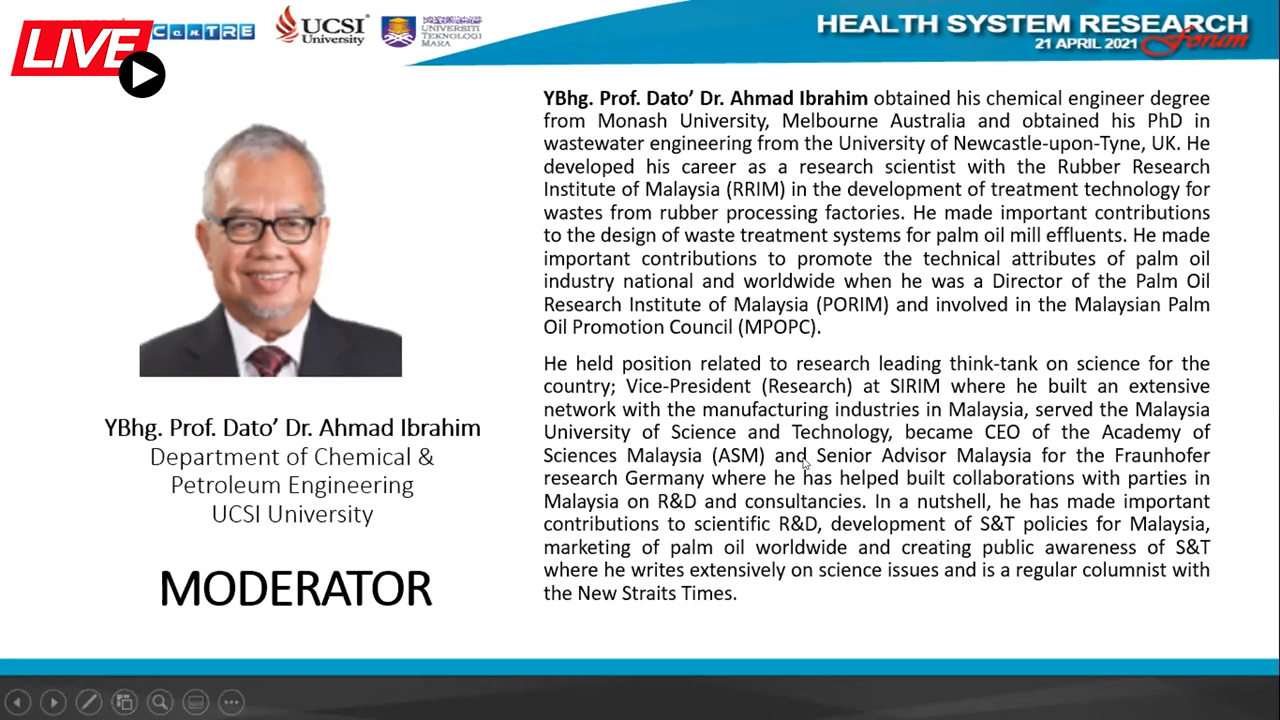 LIVE
CENTRE
UCSI
University
UNIVERSITI
TEKNOLOGI
MARA
HEALTH SYSTEM RESEARCH
21 APRIL 2021 Forum
YBhg. Prof. Dato’ Dr. Ahmad Ibrahim
Department of Chemical &
Petroleum Engineering
UCSI University
MODERATOR
YBhg. Prof. Dato’ Dr. Ahmad Ibrahim obtained his chemical engineer degree
from Monash University, Melbourne Australia and obtained his PhD in
wastewater engineering from the University of Newcastle-upon-Tyne, UK. He
developed his career as a research scientist with the Rubber Research
Institute of Malaysia (RRIM) in the development of treatment technology for
wastes from rubber processing factories. He made important contributions
to the design of waste treatment systems for palm oil mill effluents. He made
important contributions to promote the technical attributes of palm oil
industry national and worldwide when he was a Director of the Palm Oil
Research Institute of Malaysia (PORIM) and involved in the Malaysian Palm
Oil Promotion Council (MPOPC).
He held position related to research leading think-tank on science for the
country; Vice-President (Research) at SIRIM where he built an extensive
network with the manufacturing industries in Malaysia, served the Malaysia
University of Science and Technology, became CEO of the Academy of
Sciences Malaysia (ASM) and Senior Advisor Malaysia for the Fraunhofer
research Germany where he has helped built collaborations with parties in
Malaysia on R&D and consultancies. In a nutshell, he has made important
contributions to scientific R&D, development of S&T policies for Malaysia,
marketing of palm oil worldwide and creating public awareness of S&T
where he writes extensively on science issues and is a regular columnist with
the New Straits Times.